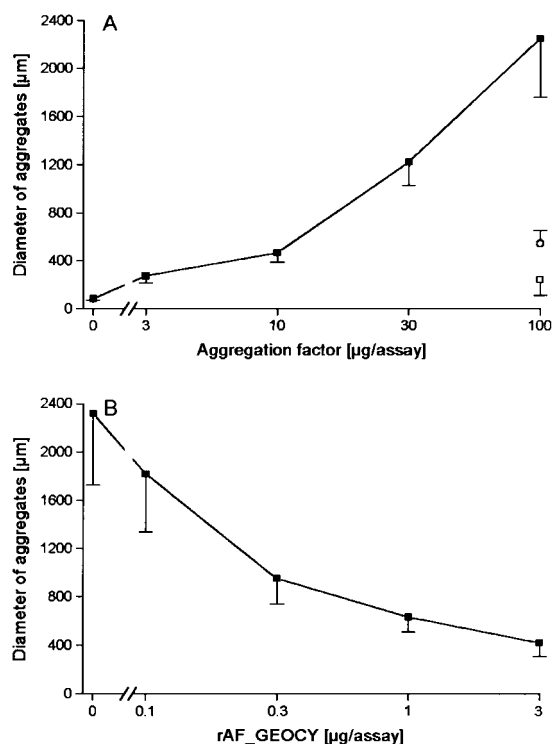 A
Diameter of aggregates [µm]
2400
2000
1600
1200
800
400
0
0 3 10 30 100
Aggregation factor [µg/assay]
B
Diameter of aggregates [µm]
2400
2000
1600
1200
800
400
0
0 0.1 0.3 1 3
rAF_GEOCY [µg/assay]